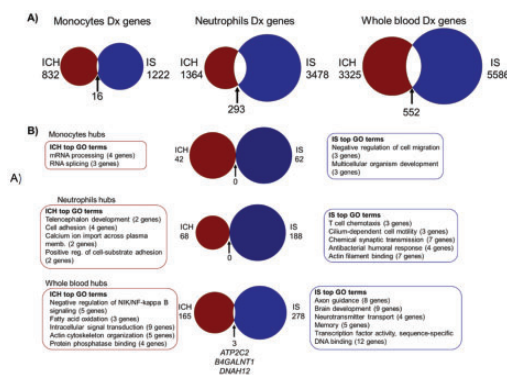 A)
Monocytes Dx genes
Neutrophils Dx genes
Whole blood Dx genes
ICH
832
IS
1222
16
ICH
1364
IS
3478
293
ICH
3325
IS
5586
552
B)
Monocytes hubs
ICH top GO terms
mRNA processing (4 genes)
RNA splicing (3 genes)
ICH
42
IS
62
0
IS top GO terms
Negative regulation of cell migration
(3 genes)
Multicellular organism development
(3 genes)
A)
Neutrophils hubs
ICH top GO terms
Telencephalon development (2 genes)
Cell adhesion (4 genes)
Calcium ion import across plasma
memb. (2 genes)
Positive reg. of cell-substrate adhesion
(2 genes)
ICH
68
IS
188
0
IS top GO terms
T cell chemotaxis (3 genes)
Cilium-dependent cell motility (3 genes)
Chemical synaptic transmission (7 genes)
Antibacterial humoral response (4 genes)
Actin filament binding (7 genes)
Whole blood hubs
ICH top GO terms
Negative regulation of NIK/NF-kappa B
signaling (5 genes)
Fatty acid oxidation (3 genes)
Intracellular signal transduction (9 genes)
Actin cytoskeleton organization (5 genes)
Protein phosphatase binding (4 genes)
ICH
165
IS
278
3
ATP2C2
B4GALNT1
DNAH12
IS top GO terms
Axon guidance (8 genes)
Brain development (9 genes)
Neurotransmitter transport (4 genes)
Memory (5 genes)
Transcription factor activity, sequence-specific
DNA binding (12 genes)